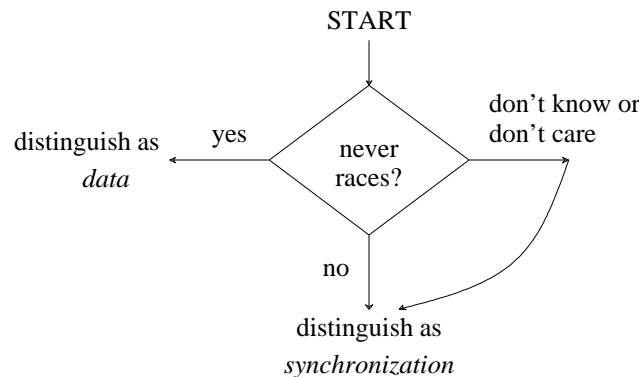 START
don't know or
don't care
yes
distinguish as
data
never
races?
no
distinguish as
synchronization